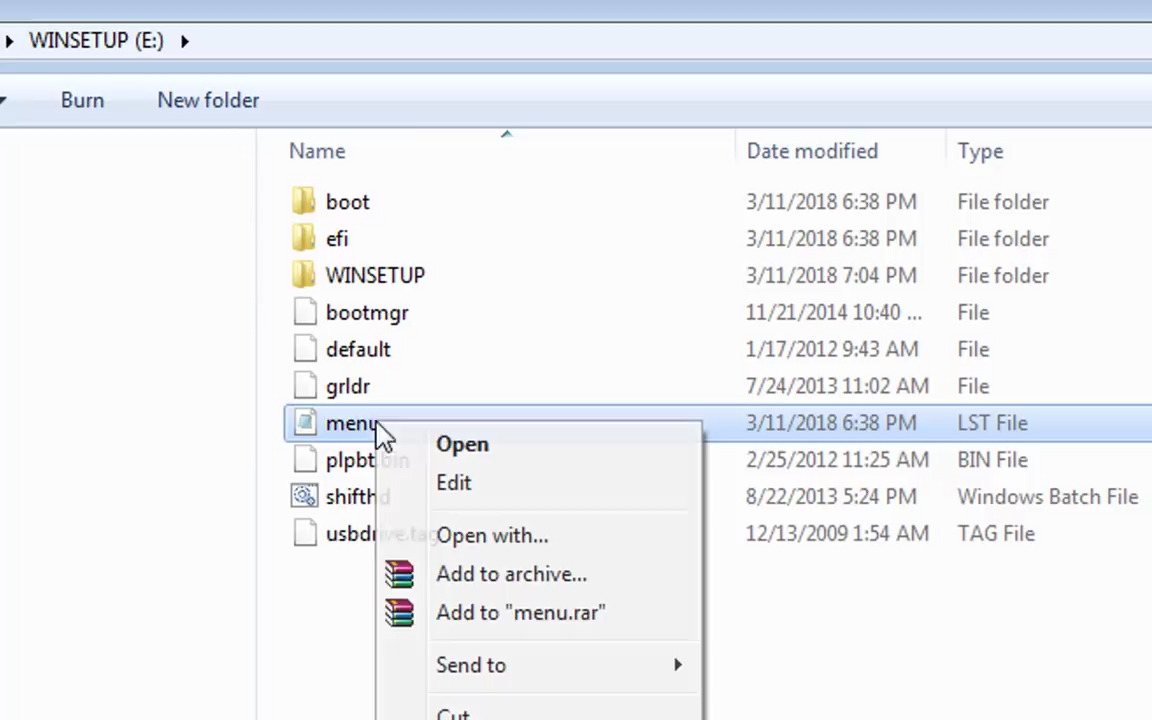 WINSETUP (E:)
Burn New folder
Name Date modified Type
boot 3/11/2018 6:38 PM File folder
efi 3/11/2018 6:38 PM File folder
WINSETUP 3/11/2018 7:04 PM File folder
bootmgr 11/21/2014 10:40 ... File
default 1/17/2012 9:43 AM File
grldr 7/24/2013 11:02 AM File
menu 3/11/2018 6:38 PM LST File
plpbt.bin 2/25/2012 11:25 AM BIN File
shifthd 8/22/2013 5:24 PM Windows Batch File
usbdrive.tag 12/13/2009 1:54 AM TAG File
Open
Edit
Open with...
Add to archive...
Add to "menu.rar"
Send to
Cut